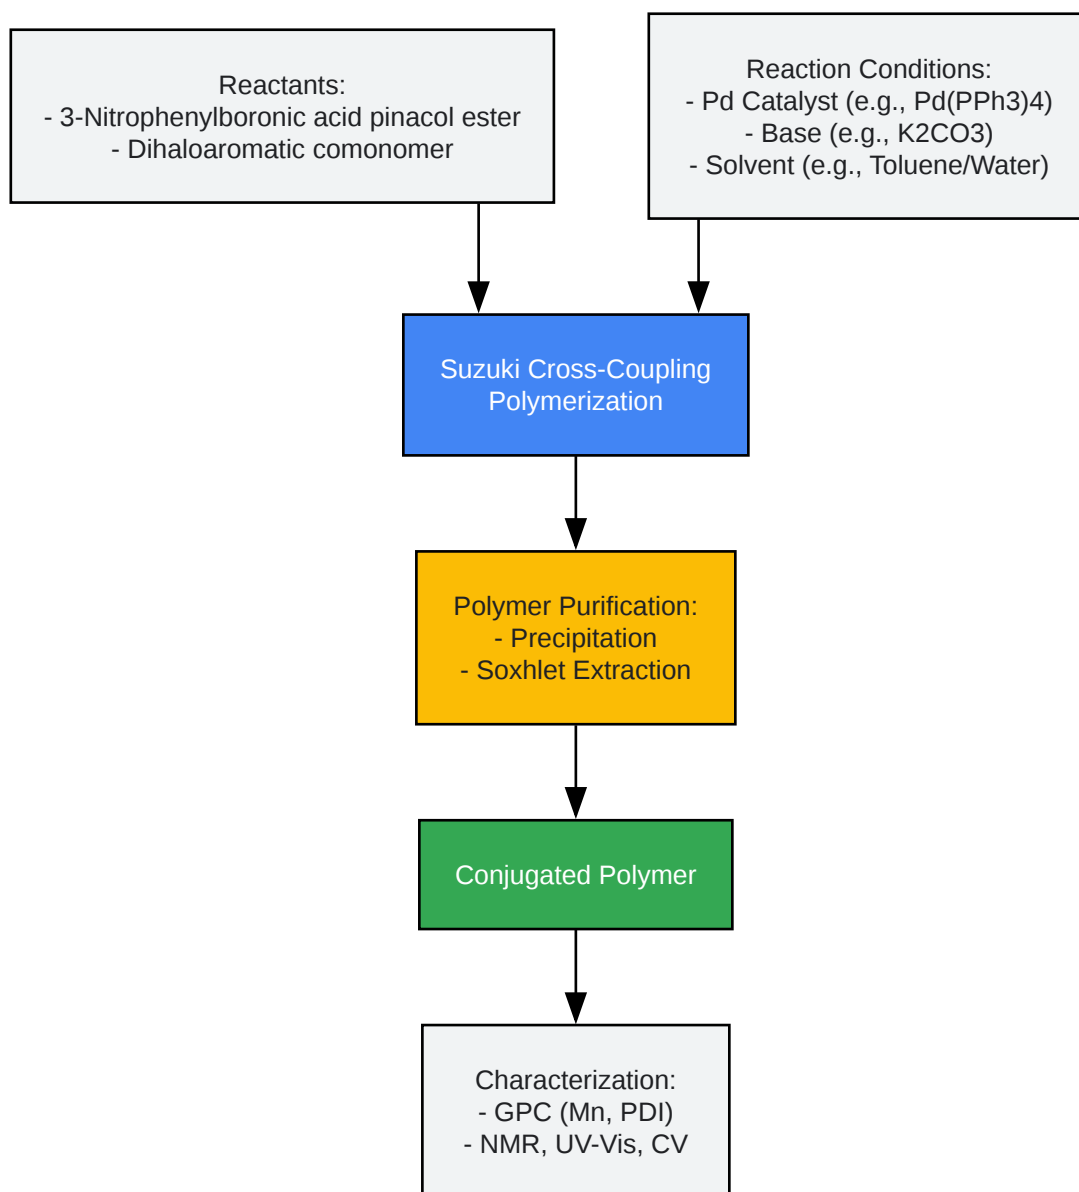 Reactants:
- 3-Nitrophenylboronic acid pinacol ester
- Dihaloaromatic comonomer
Reaction Conditions:
- Pd Catalyst (e.g., Pd(PPh3)4)
- Base (e.g., K2CO3)
- Solvent (e.g., Toluene/Water)
Suzuki Cross-Coupling
Polymerization
Polymer Purification:
- Precipitation
- Soxhlet Extraction
Conjugated Polymer
Characterization:
- GPC (Mn, PDI)
- NMR, UV-Vis, CV